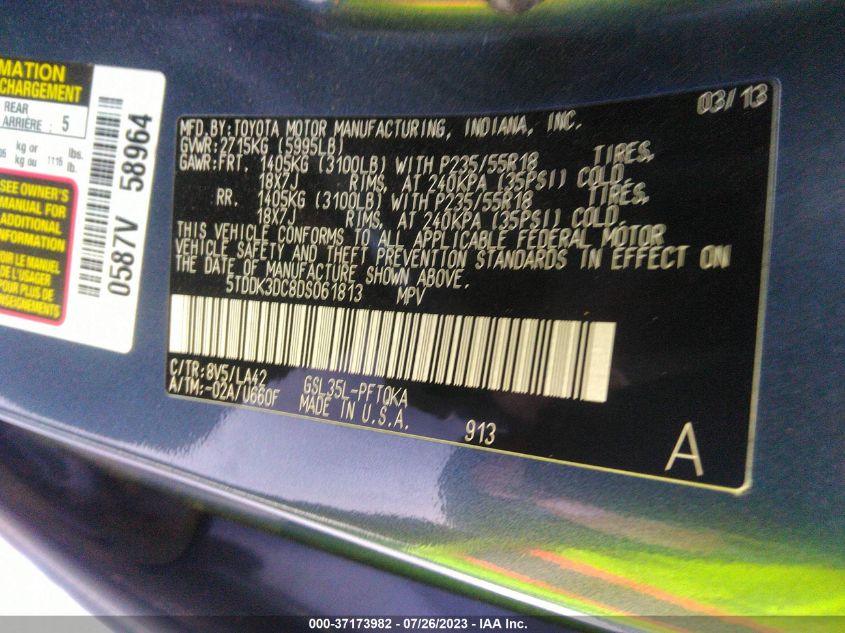 MATION
CHARGEMENT
REAR
ARRIÈRE : 5
kg or lbs.
kg ou 1116 lb.
SEE OWNER'S
MANUAL FOR
ADDITIONAL
INFORMATION
VOIR LE MANUEL
DE L'USAGER
POUR PLUS DE
RENSEIGNEMENTS
0587V 58964
03/13
MFD. BY: TOYOTA MOTOR MANUFACTURING, INDIANA, INC.
GVWR: 2715KG (5995LB)
GAWR: FRT. 1405KG (3100LB) WITH P235/55R18 TIRES,
18X7J RIMS, AT 240KPA (35PSI) COLD.
RR. 1405KG (3100LB) WITH P235/55R18 TIRES,
18X7J RIMS, AT 240KPA (35PSI) COLD.
THIS VEHICLE CONFORMS TO ALL APPLICABLE FEDERAL MOTOR
VEHICLE SAFETY AND THEFT PREVENTION STANDARDS IN EFFECT ON
THE DATE OF MANUFACTURE SHOWN ABOVE.
5TDDK3DC8DS061813 MPV
C/TR: 8V5/LA42 GSL35L-PFTQKA
A/TM: -02A/U660F MADE IN U.S.A.
913
A
000-37173982 / 07/26/2023 - IAA Inc.